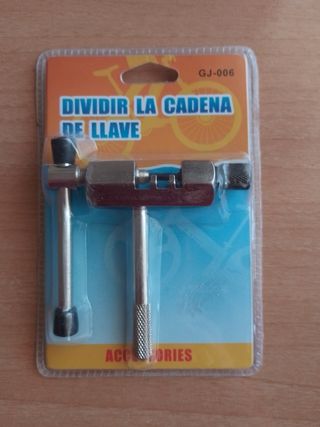 GJ-006
DIVIDIR LA CADENA
DE LLAVE
ACCESSORIES